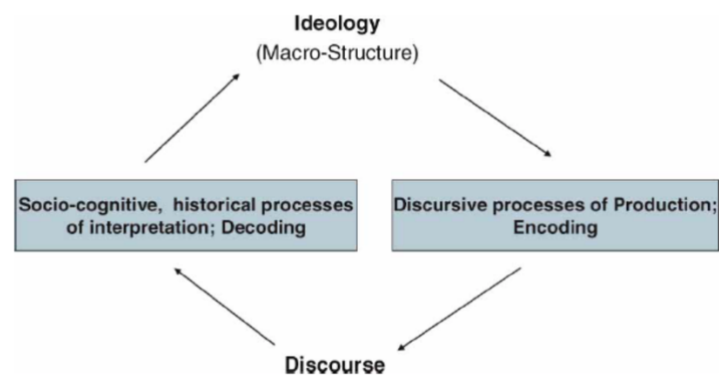 Ideology
(Macro-Structure)
Socio-cognitive, historical processes
of interpretation; Decoding
Discursive processes of Production;
Encoding
Discourse